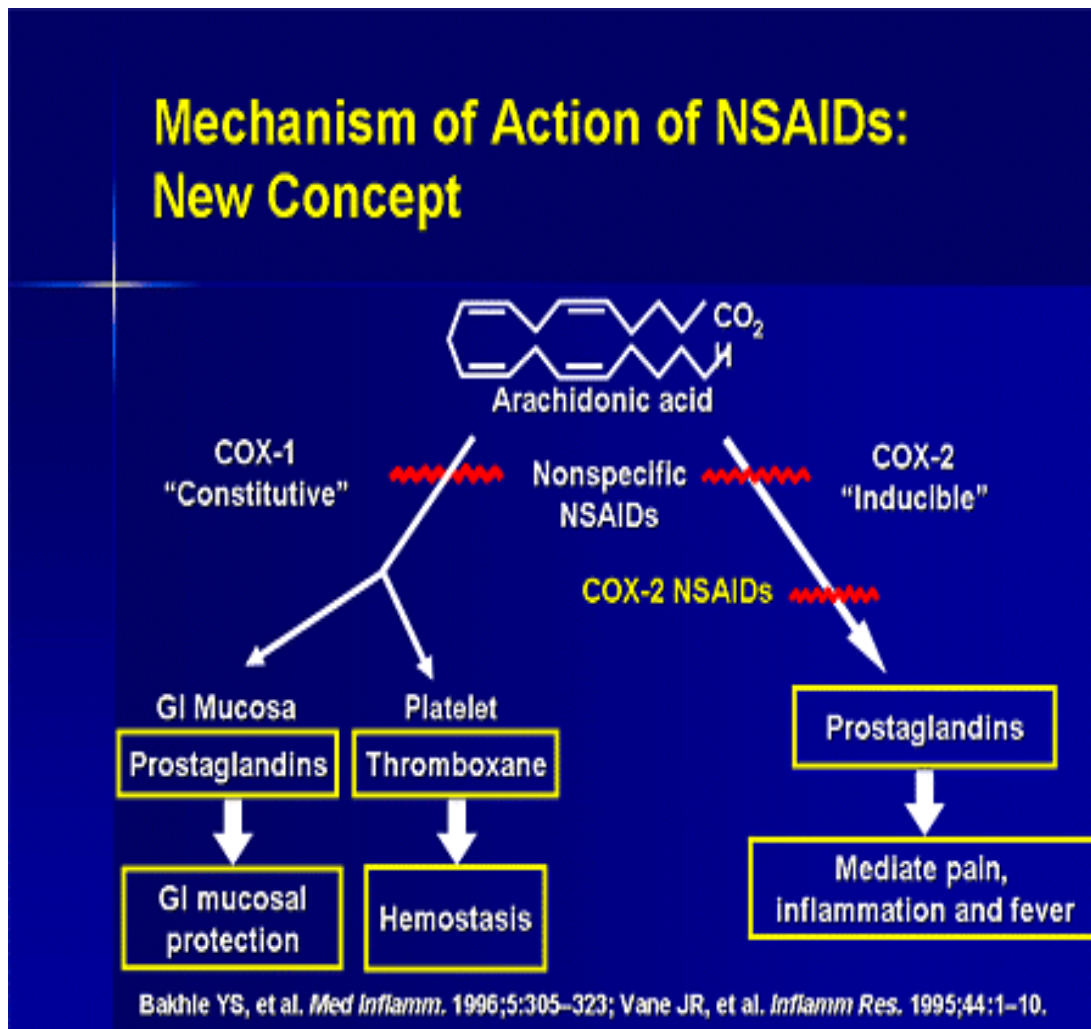 Mechanism of Action of NSAIDs:
New Concept
CO2
H
Arachidonic acid
COX-1
“Constitutive”
Nonspecific
NSAIDs
COX-2
“Inducible”
COX-2 NSAIDs
GI Mucosa
Prostaglandins
GI mucosal
protection
Platelet
Thromboxane
Hemostasis
Prostaglandins
Mediate pain,
inflammation and fever
Bakhle YS, et al. Med Inflamm. 1996;5:305–323; Vane JR, et al. Inflamm Res. 1995;44:1–10.